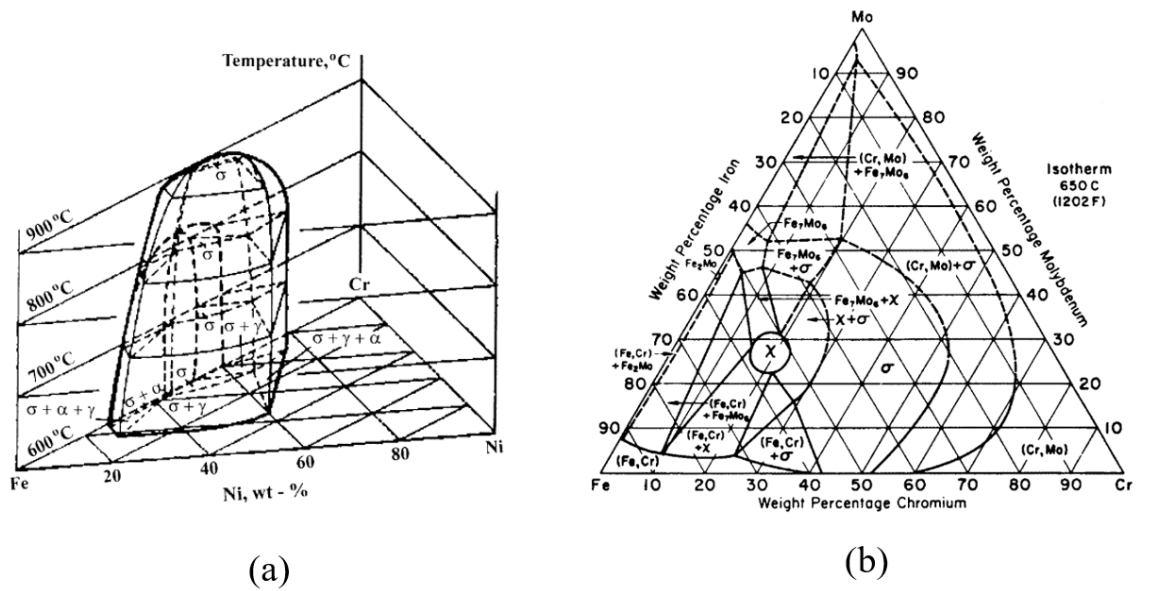 Temperature, °C
900 °C
800 °C
700 °C
600 °C
σ
σ
σ
σ + γ
σ
σ + α
σ + γ
σ + α + γ
σ + γ + α
Cr
Ni
Fe
20
40
60
80
Ni, wt - %
(a)
Mo
10
90
20
80
30
70
40
60
50
50
60
40
70
30
80
20
90
10
Weight Percentage Iron
Weight Percentage Molybdenum
Isotherm
650 C
(1202 F)
(Cr, Mo)
+ Fe₇Mo₆
Fe₇Mo₆
Fe₂Mo
Fe₇Mo₆
+ σ
(Cr, Mo) + σ
Fe₇Mo₆ + χ
χ + σ
χ
σ
(Fe, Cr)
+ Fe₂Mo
(Fe, Cr)
+ Fe₇Mo₆
(Fe, Cr)
+ χ
(Fe, Cr)
+ σ
(Fe, Cr)
(Cr, Mo)
Fe
10
20
30
40
50
60
70
80
90
Cr
Weight Percentage Chromium
(b)